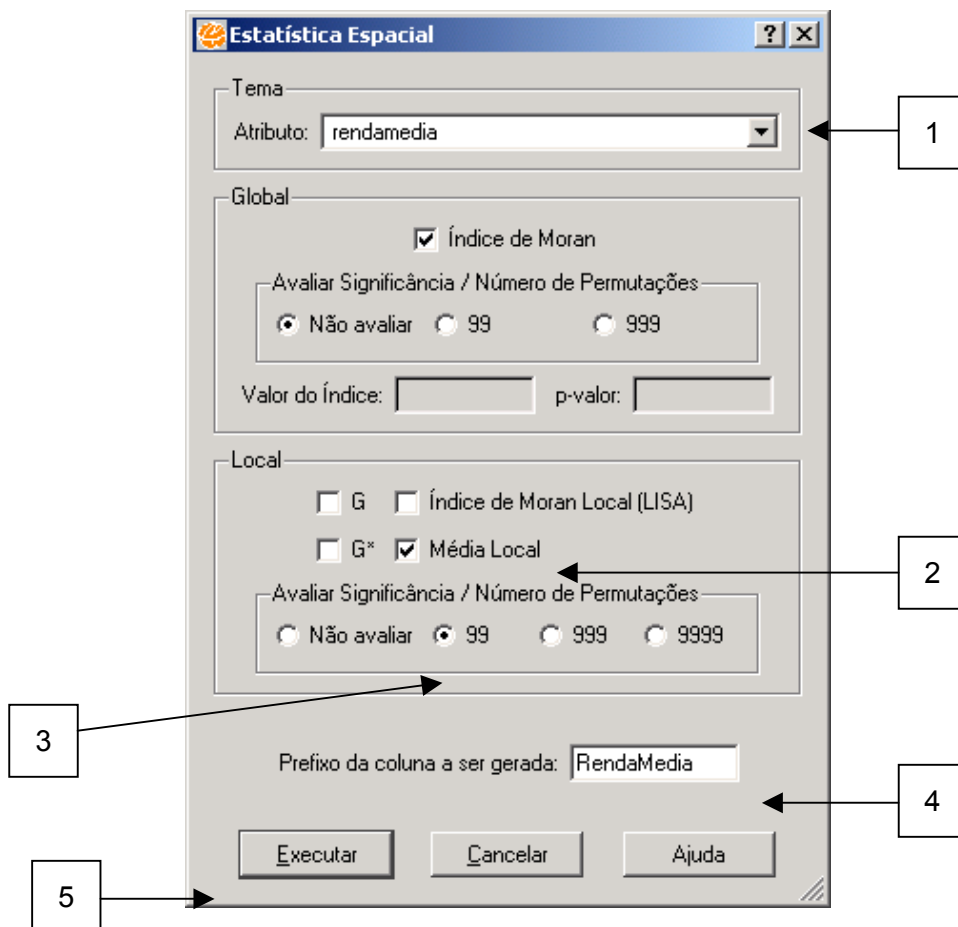 Estatística Espacial
Tema
Atributo: rendamedia
1
Global
Índice de Moran
Avaliar Significância / Número de Permutações
Não avaliar 99 999
Valor do Índice: p-valor:
Local
G Índice de Moran Local (LISA)
G* Média Local
2
Avaliar Significância / Número de Permutações
Não avaliar 99 999 9999
3
Prefixo da coluna a ser gerada: RendaMedia
4
Executar Cancelar Ajuda
5